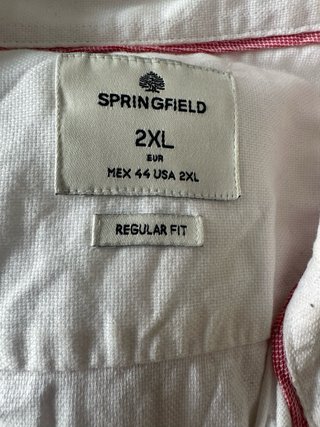 SPRINGFIELD
2XL
EUR
MEX 44 USA 2XL
REGULAR FIT